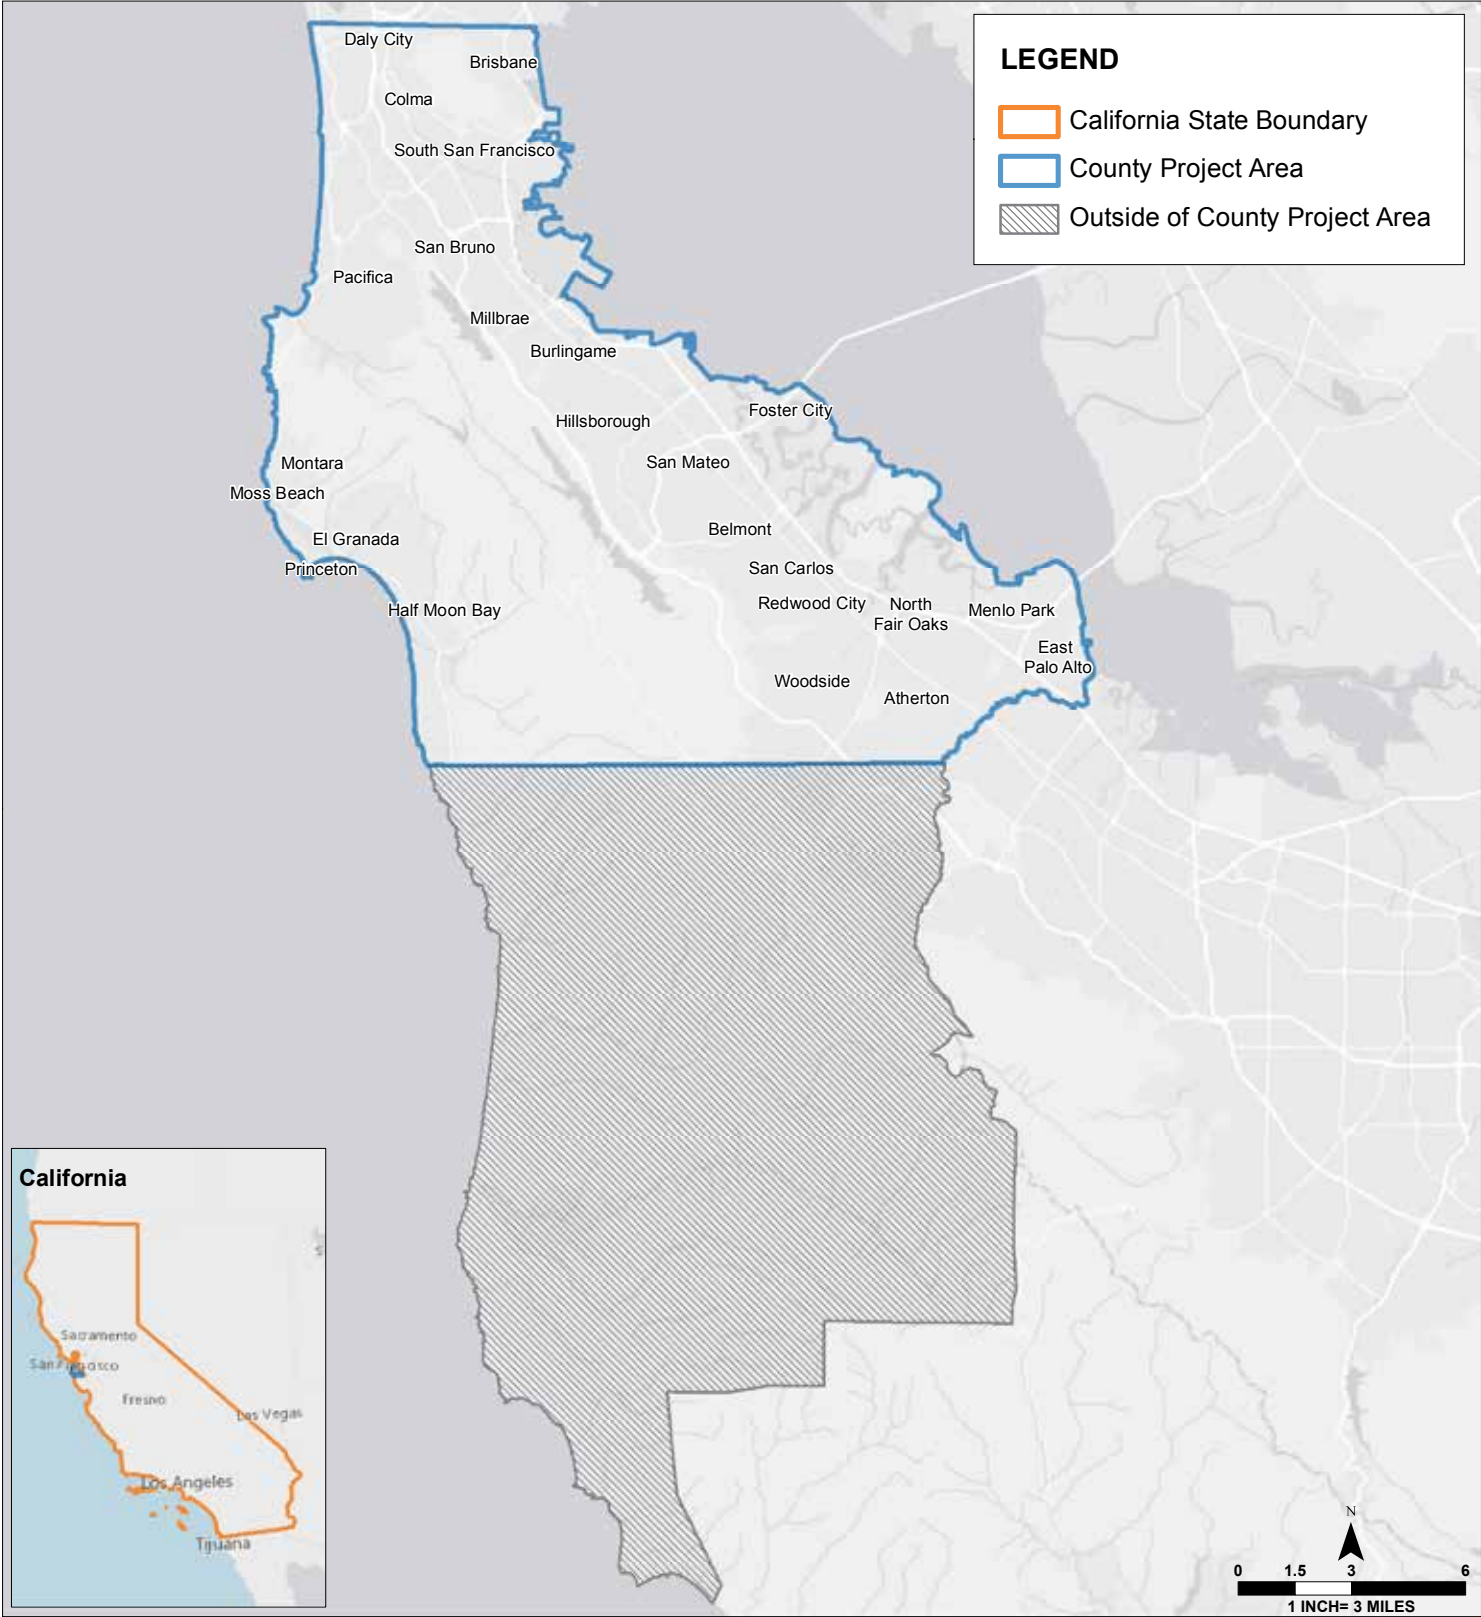 Daly City
Brisbane
Colma
South San Francisco
San Bruno
Pacifica
Millbrae
Burlingame
Hillsborough
Foster City
San Mateo
Montara
Moss Beach
Belmont
El Granada
Princeton
San Carlos
Half Moon Bay
Redwood City
North
Fair Oaks
Menlo Park
East
Palo Alto
Woodside
Atherton
LEGEND
California State Boundary
County Project Area
Outside of County Project Area
California
Sacramento
San Francisco
Fresno
Las Vegas
Los Angeles
Tijuana
N
0 1.5 3 6
1 INCH= 3 MILES